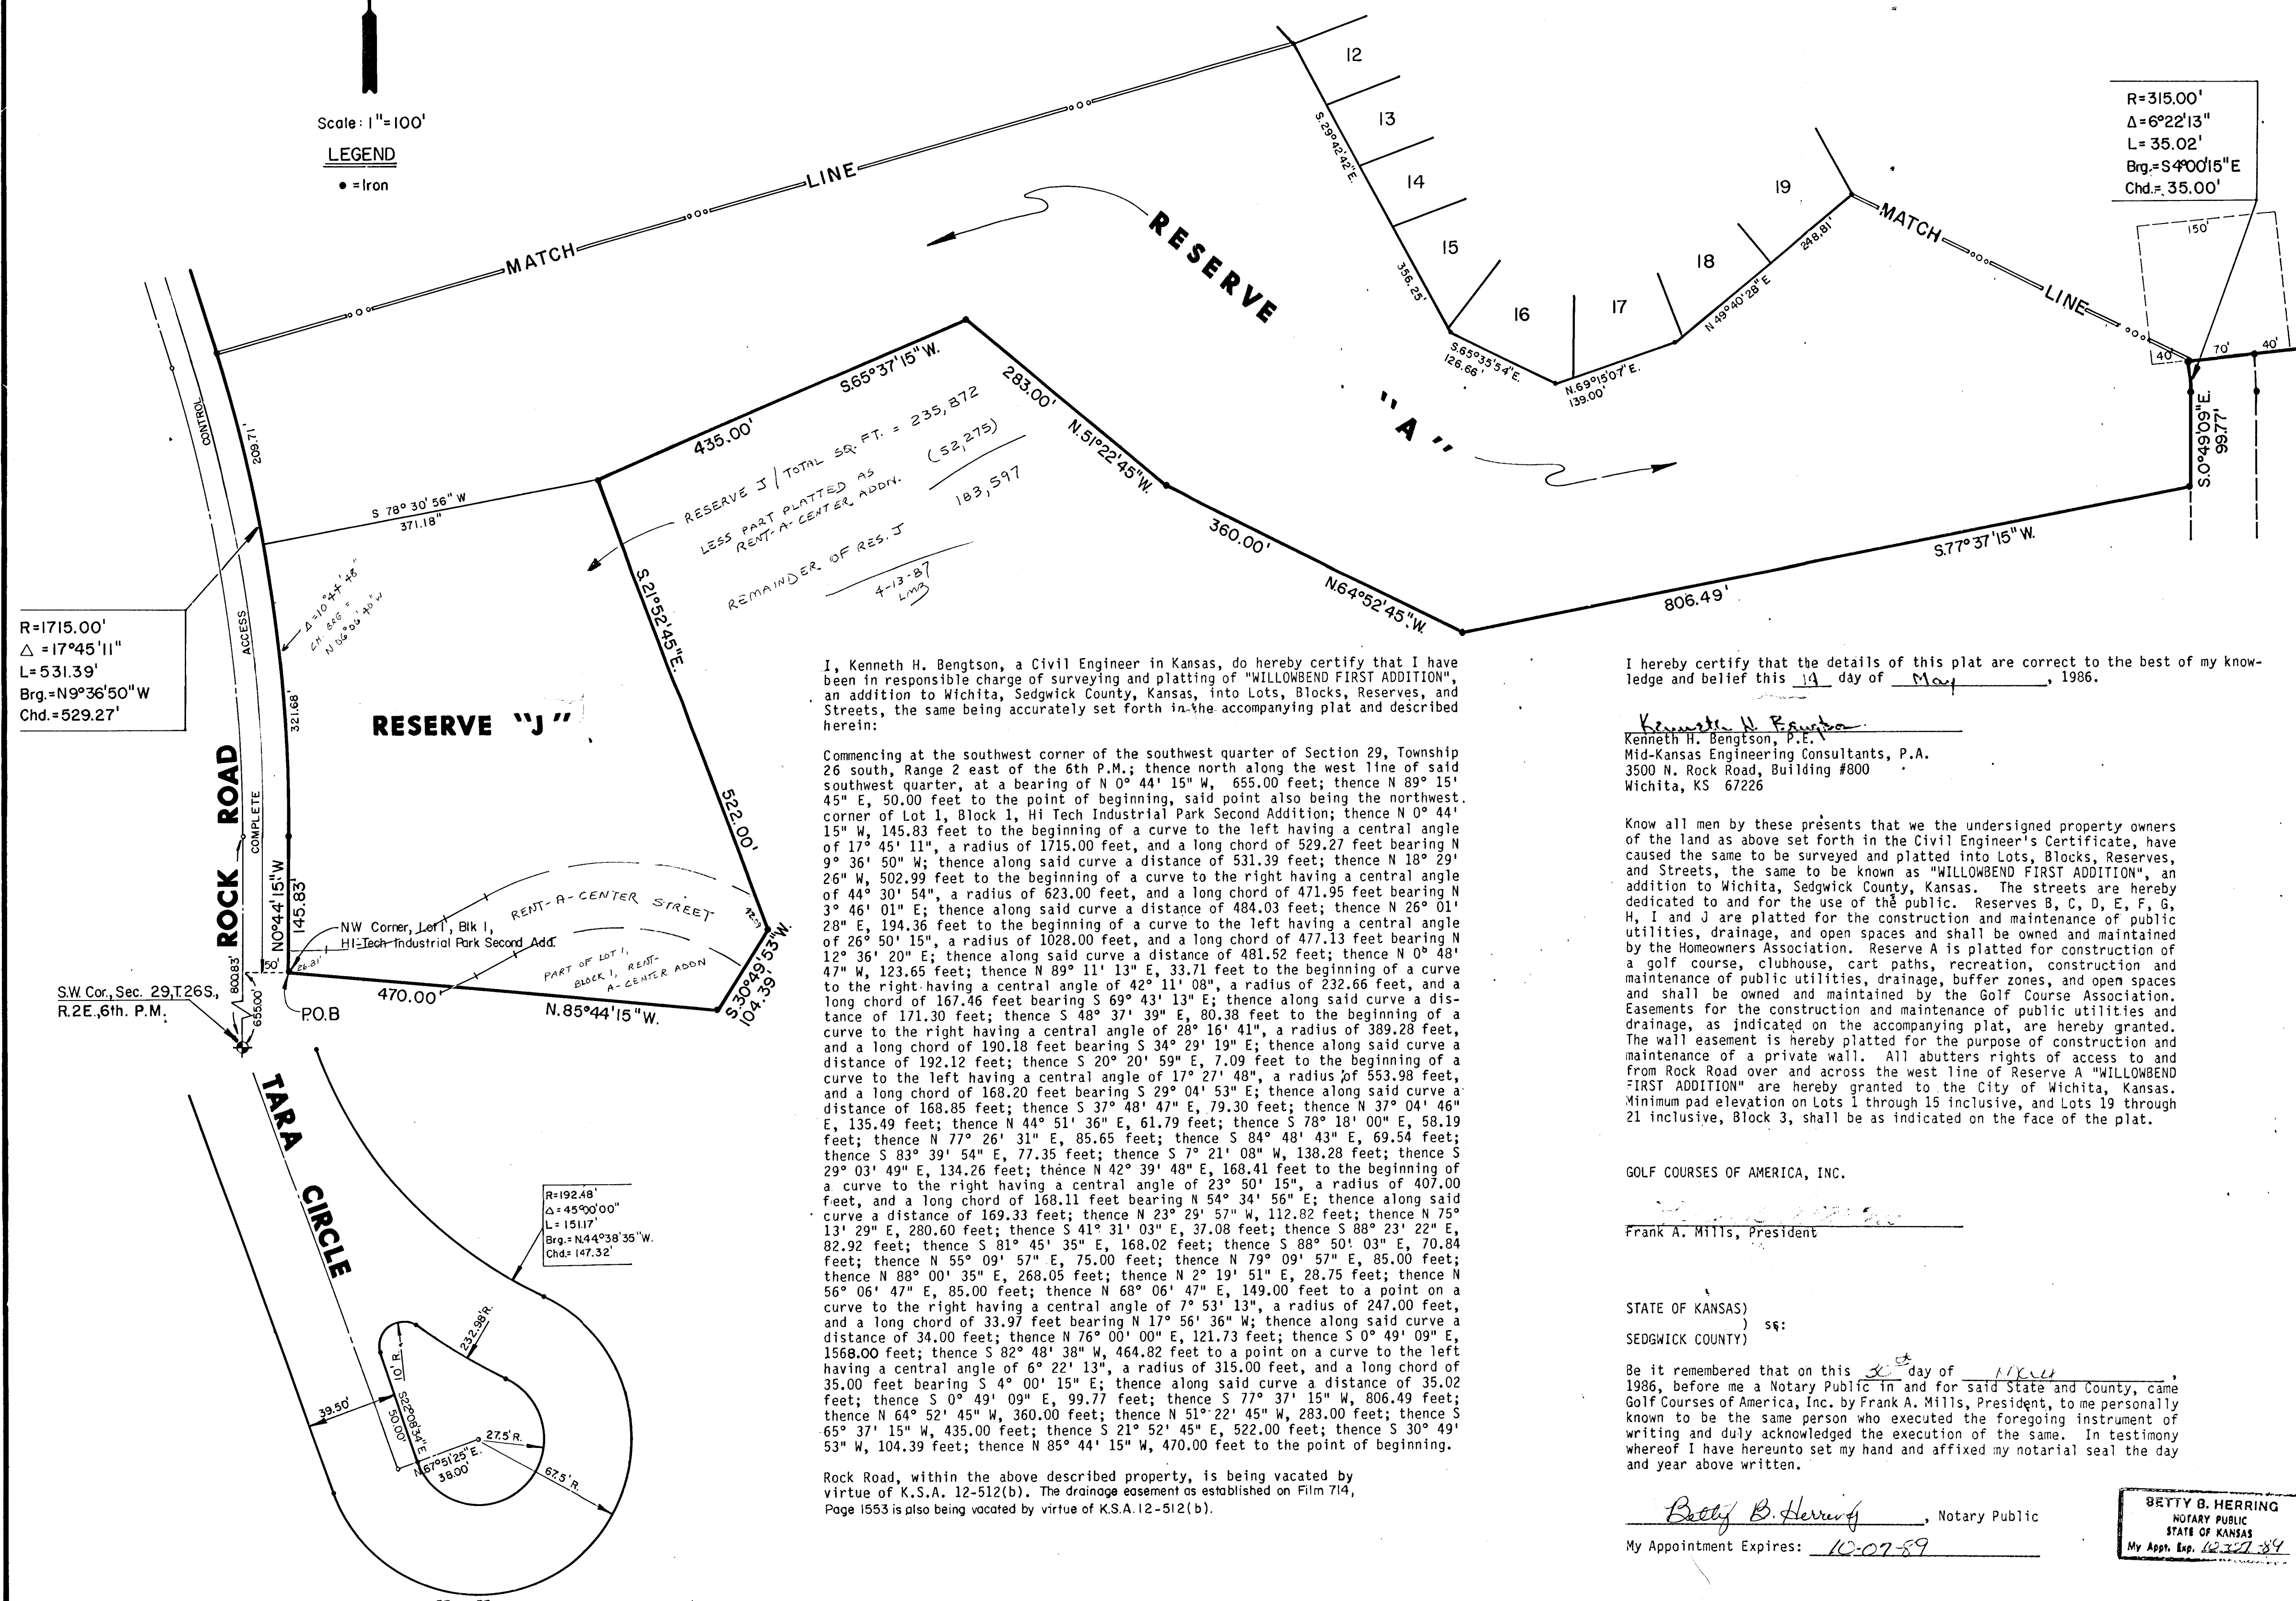 Scale: 1"=100'
LEGEND
● = Iron
MATCH
LINE
12
13
14
15
16
17
18
19
S.29°42'42"E.
356.25'
S.65°35'54"E.
126.66'
N.69°15'07"E.
139.00'
N 49°40'28"E
248.81'
MATCH
LINE
R=315.00'
Δ=6°22'13"
L= 35.02'
Brg.=S4°00'15"E
Chd.= 35.00'
150'
40'
70'
40'
S.0°49'09"E.
99.77'
RESERVE
"A"
S.65°37'15"W.
435.00'
283.00'
N.51°22'45"W.
360.00'
N.64°52'45"W.
806.49'
S.77°37'15"W.
RESERVE J / TOTAL SQ. FT. = 235,872
LESS PART PLATTED AS
RENT-A-CENTER ADDN. (52,275)
REMAINDER OF RES. J 183,597
4-13-87
LMB
CONTROL
ACCESS
COMPLETE
209.71'
S 78° 30' 56" W
371.18"
Δ=10°44'48"
CH. BRG. =
N 06°06'40" W
321.68'
R=1715.00'
Δ =17°45'11"
L=531.39'
Brg.=N9°36'50"W
Chd.=529.27'
RESERVE "J"
S.21°52'45"E.
522.00'
ROCK ROAD
N0°44'15"W
145.83'
RENT-A-CENTER STREET
NW Corner, Lot 1, Blk 1,
HI-Tech Industrial Park Second Add.
26.31'
50'
PART OF LOT 1,
BLOCK 1, RENT-
A-CENTER ADDN
S.30°49'53"W.
104.39'
470.00'
N.85°44'15"W.
S.W. Cor., Sec. 29,T.26S.,
R.2E.,6th. P.M.
800.83'
655.00'
P.O.B
TARA CIRCLE
R=192.48'
Δ=45°00'00"
L= 151.17'
Brg.=N.44°38'35"W.
Chd.= 147.32'
232.98'R.
10' R.
39.50'
S22°08'34"E.
50.00'
27.5'R.
N.67°51'25"E.
38.00'
67.5'R.
I, Kenneth H. Bengtson, a Civil Engineer in Kansas, do hereby certify that I have
been in responsible charge of surveying and platting of "WILLOWBEND FIRST ADDITION",
an addition to Wichita, Sedgwick County, Kansas, into Lots, Blocks, Reserves, and
Streets, the same being accurately set forth in the accompanying plat and described
herein:
Commencing at the southwest corner of the southwest quarter of Section 29, Township
26 south, Range 2 east of the 6th P.M.; thence north along the west line of said
southwest quarter, at a bearing of N 0° 44' 15" W, 655.00 feet; thence N 89° 15'
45" E, 50.00 feet to the point of beginning, said point also being the northwest
corner of Lot 1, Block 1, Hi Tech Industrial Park Second Addition; thence N 0° 44'
15" W, 145.83 feet to the beginning of a curve to the left having a central angle
of 17° 45' 11", a radius of 1715.00 feet, and a long chord of 529.27 feet bearing N
9° 36' 50" W; thence along said curve a distance of 531.39 feet; thence N 18° 29'
26" W, 502.99 feet to the beginning of a curve to the right having a central angle
of 44° 30' 54", a radius of 623.00 feet, and a long chord of 471.95 feet bearing N
3° 46' 01" E; thence along said curve a distance of 484.03 feet; thence N 26° 01'
28" E, 194.36 feet to the beginning of a curve to the left having a central angle
of 26° 50' 15", a radius of 1028.00 feet, and a long chord of 477.13 feet bearing N
12° 36' 20" E; thence along said curve a distance of 481.52 feet; thence N 0° 48'
47" W, 123.65 feet; thence N 89° 11' 13" E, 33.71 feet to the beginning of a curve
to the right having a central angle of 42° 11' 08", a radius of 232.66 feet, and a
long chord of 167.46 feet bearing S 69° 43' 13" E; thence along said curve a dis-
tance of 171.30 feet; thence S 48° 37' 39" E, 80.38 feet to the beginning of a
curve to the right having a central angle of 28° 16' 41", a radius of 389.28 feet,
and a long chord of 190.18 feet bearing S 34° 29' 19" E; thence along said curve a
distance of 192.12 feet; thence S 20° 20' 59" E, 7.09 feet to the beginning of a
curve to the left having a central angle of 17° 27' 48", a radius of 553.98 feet,
and a long chord of 168.20 feet bearing S 29° 04' 53" E; thence along said curve a
distance of 168.85 feet; thence S 37° 48' 47" E, 79.30 feet; thence N 37° 04' 46"
E, 135.49 feet; thence N 44° 51' 36" E, 61.79 feet; thence S 78° 18' 00" E, 58.19
feet; thence N 77° 26' 31" E, 85.65 feet; thence S 84° 48' 43" E, 69.54 feet;
thence S 83° 39' 54" E, 77.35 feet; thence S 7° 21' 08" W, 138.28 feet; thence S
29° 03' 49" E, 134.26 feet; thence N 42° 39' 48" E, 168.41 feet to the beginning of
a curve to the right having a central angle of 23° 50' 15", a radius of 407.00
feet, and a long chord of 168.11 feet bearing N 54° 34' 56" E; thence along said
curve a distance of 169.33 feet; thence N 23° 29' 57" W, 112.82 feet; thence N 75°
13' 29" E, 280.60 feet; thence S 41° 31' 03" E, 37.08 feet; thence S 88° 23' 22" E,
82.92 feet; thence S 81° 45' 35" E, 168.02 feet; thence S 88° 50' 03" E, 70.84
feet; thence N 55° 09' 57" E, 75.00 feet; thence N 79° 09' 57" E, 85.00 feet;
thence N 88° 00' 35" E, 268.05 feet; thence N 2° 19' 51" E, 28.75 feet; thence N
56° 06' 47" E, 85.00 feet; thence N 68° 06' 47" E, 149.00 feet to a point on a
curve to the right having a central angle of 7° 53' 13", a radius of 247.00 feet,
and a long chord of 33.97 feet bearing N 17° 56' 36" W; thence along said curve a
distance of 34.00 feet; thence N 76° 00' 00" E, 121.73 feet; thence S 0° 49' 09" E,
1568.00 feet; thence S 82° 48' 38" W, 464.82 feet to a point on a curve to the left
having a central angle of 6° 22' 13", a radius of 315.00 feet, and a long chord of
35.00 feet bearing S 4° 00' 15" E; thence along said curve a distance of 35.02
feet; thence S 0° 49' 09" E, 99.77 feet; thence S 77° 37' 15" W, 806.49 feet;
thence N 64° 52' 45" W, 360.00 feet; thence N 51° 22' 45" W, 283.00 feet; thence S
65° 37' 15" W, 435.00 feet; thence S 21° 52' 45" E, 522.00 feet; thence S 30° 49'
53" W, 104.39 feet; thence N 85° 44' 15" W, 470.00 feet to the point of beginning.
Rock Road, within the above described property, is being vacated by
virtue of K.S.A. 12-512(b). The drainage easement as established on Film 714,
Page 1553 is also being vacated by virtue of K.S.A. 12-512(b).
I hereby certify that the details of this plat are correct to the best of my know-
ledge and belief this 19 day of May, 1986.
Kenneth H. Bengtson
Kenneth H. Bengtson, P.E.
Mid-Kansas Engineering Consultants, P.A.
3500 N. Rock Road, Building #800
Wichita, KS 67226
Know all men by these presents that we the undersigned property owners
of the land as above set forth in the Civil Engineer's Certificate, have
caused the same to be surveyed and platted into Lots, Blocks, Reserves,
and Streets, the same to be known as "WILLOWBEND FIRST ADDITION", an
addition to Wichita, Sedgwick County, Kansas. The streets are hereby
dedicated to and for the use of the public. Reserves B, C, D, E, F, G,
H, I and J are platted for the construction and maintenance of public
utilities, drainage, and open spaces and shall be owned and maintained
by the Homeowners Association. Reserve A is platted for construction of
a golf course, clubhouse, cart paths, recreation, construction and
maintenance of public utilities, drainage, buffer zones, and open spaces
and shall be owned and maintained by the Golf Course Association.
Easements for the construction and maintenance of public utilities and
drainage, as indicated on the accompanying plat, are hereby granted.
The wall easement is hereby platted for the purpose of construction and
maintenance of a private wall. All abutters rights of access to and
from Rock Road over and across the west line of Reserve A "WILLOWBEND
FIRST ADDITION" are hereby granted to the City of Wichita, Kansas.
Minimum pad elevation on Lots 1 through 15 inclusive, and Lots 19 through
21 inclusive, Block 3, shall be as indicated on the face of the plat.
GOLF COURSES OF AMERICA, INC.
Frank A. Mills, President
STATE OF KANSAS)
) ss:
SEDGWICK COUNTY)
Be it remembered that on this 30th day of May,
1986, before me a Notary Public in and for said State and County, came
Golf Courses of America, Inc. by Frank A. Mills, President, to me personally
known to be the same person who executed the foregoing instrument of
writing and duly acknowledged the execution of the same. In testimony
whereof I have hereunto set my hand and affixed my notarial seal the day
and year above written.
Betty B. Herring, Notary Public
My Appointment Expires: 10-07-89
BETTY B. HERRING
NOTARY PUBLIC
STATE OF KANSAS
My Appt. Exp.